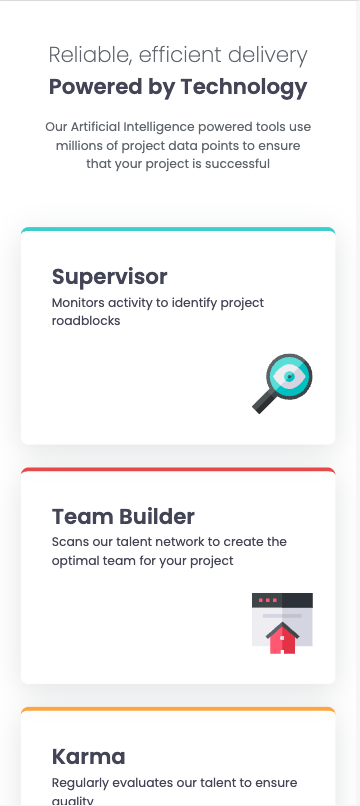 Reliable, efficient delivery
Powered by Technology
Our Artificial Intelligence powered tools use
millions of project data points to ensure
that your project is successful
Supervisor
Monitors activity to identify project
roadblocks
Team Builder
Scans our talent network to create the
optimal team for your project
Karma
Regularly evaluates our talent to ensure
quality